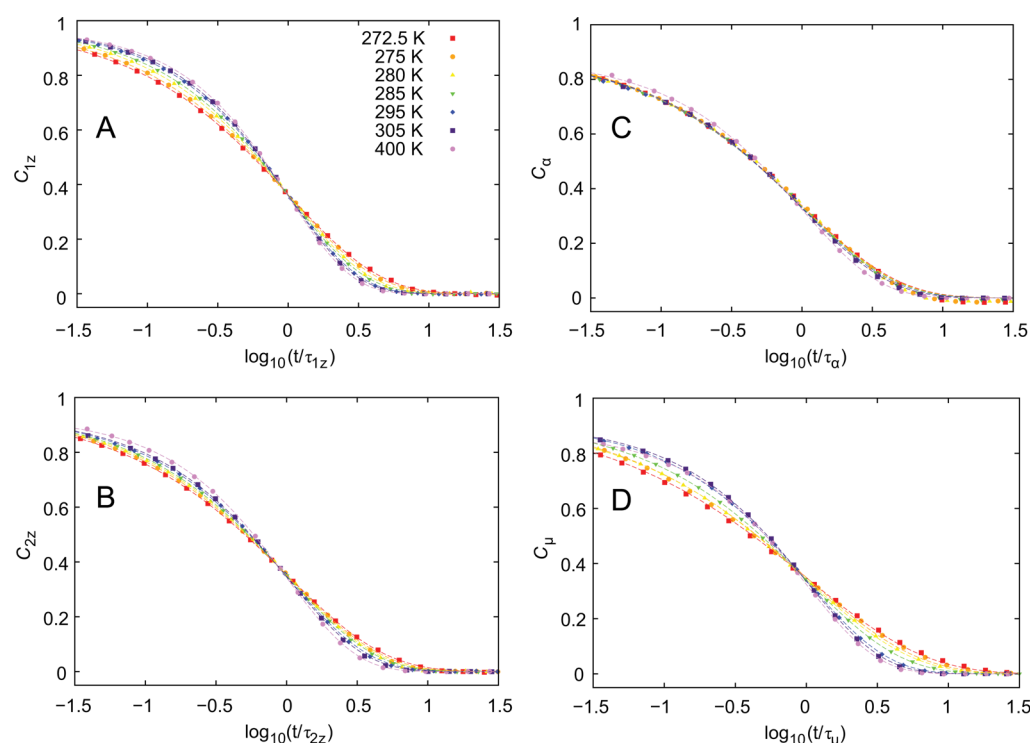 A
C₁z
1
0.8
0.6
0.4
0.2
0
−1.5 −1 −0.5 0 0.5 1 1.5
log₁₀(t/τ₁z)
272.5 K
275 K
280 K
285 K
295 K
305 K
400 K
C
Cα
1
0.8
0.6
0.4
0.2
0
−1.5 −1 −0.5 0 0.5 1 1.5
log₁₀(t/τα)
B
C₂z
1
0.8
0.6
0.4
0.2
0
−1.5 −1 −0.5 0 0.5 1 1.5
log₁₀(t/τ₂z)
D
Cμ
1
0.8
0.6
0.4
0.2
0
−1.5 −1 −0.5 0 0.5 1 1.5
log₁₀(t/τμ)